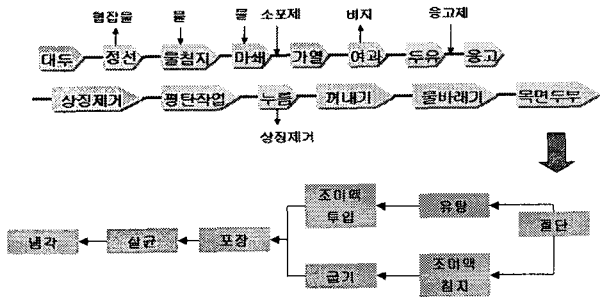 협잡물 물 물 소포제 비지 응고제
대두 정선 물침지 마쇄 가열 여과 두유 응고
상징제거 평탄작업 누름 꺼내기 물바래기 목면두부
상징제거
조미액 투입 유탕 절단
냉각 살균 포장
굽기 조미액 침지